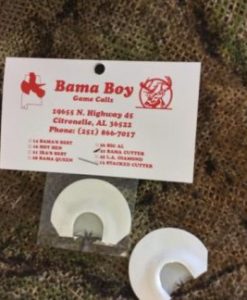 Bama Boy
Game Calls
19655 N. Highway 45
Citronelle, AL 36522
Phone: (251) 866-7017
BAMA'S BEST
HOT HEN
IRA'S BEST
BAMA QUEEN
BIG AL
BAMA CUTTER
L.A. DIAMOND
STACKED CUTTER